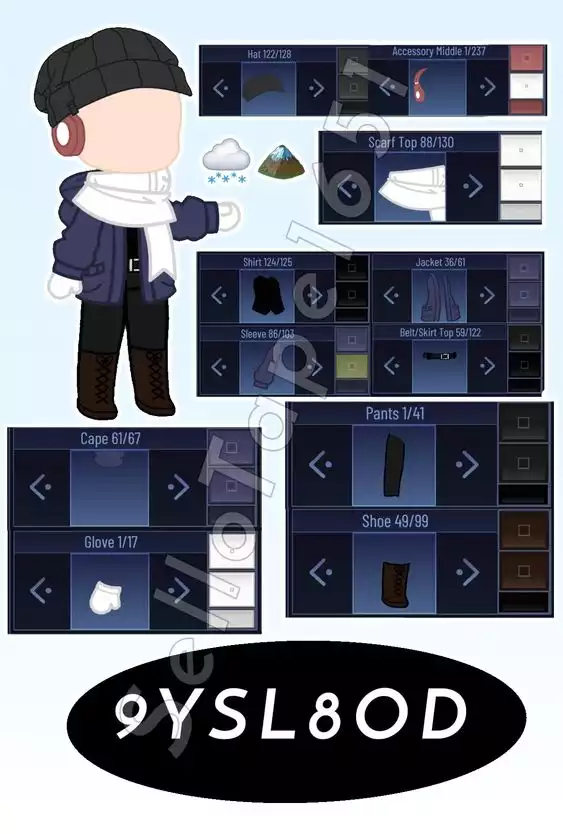 Hat 122/128
Accessory Middle 1/237
Scarf Top 88/130
Shirt 124/125
Jacket 36/61
Sleeve 86/103
Belt/Skirt Top 59/122
Pants 1/41
Cape 61/67
Shoe 49/99
Glove 1/17
SelloTape1651
9YSL8OD